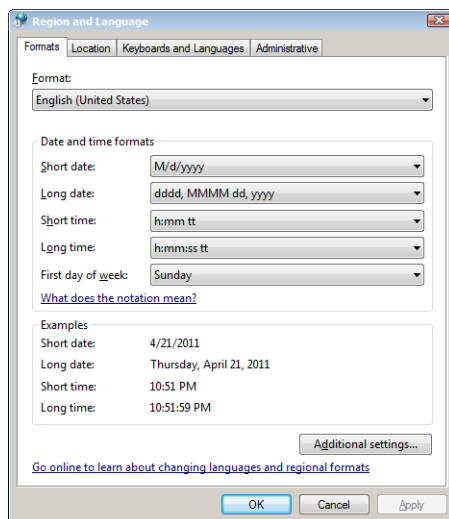 Region and Language
Formats Location Keyboards and Languages Administrative
Format:
English (United States)
Date and time formats
Short date: M/d/yyyy
Long date: dddd, MMMM dd, yyyy
Short time: h:mm tt
Long time: h:mm:ss tt
First day of week: Sunday
What does the notation mean?
Examples
Short date: 4/21/2011
Long date: Thursday, April 21, 2011
Short time: 10:51 PM
Long time: 10:51:59 PM
Additional settings...
Go online to learn about changing languages and regional formats
OK Cancel Apply